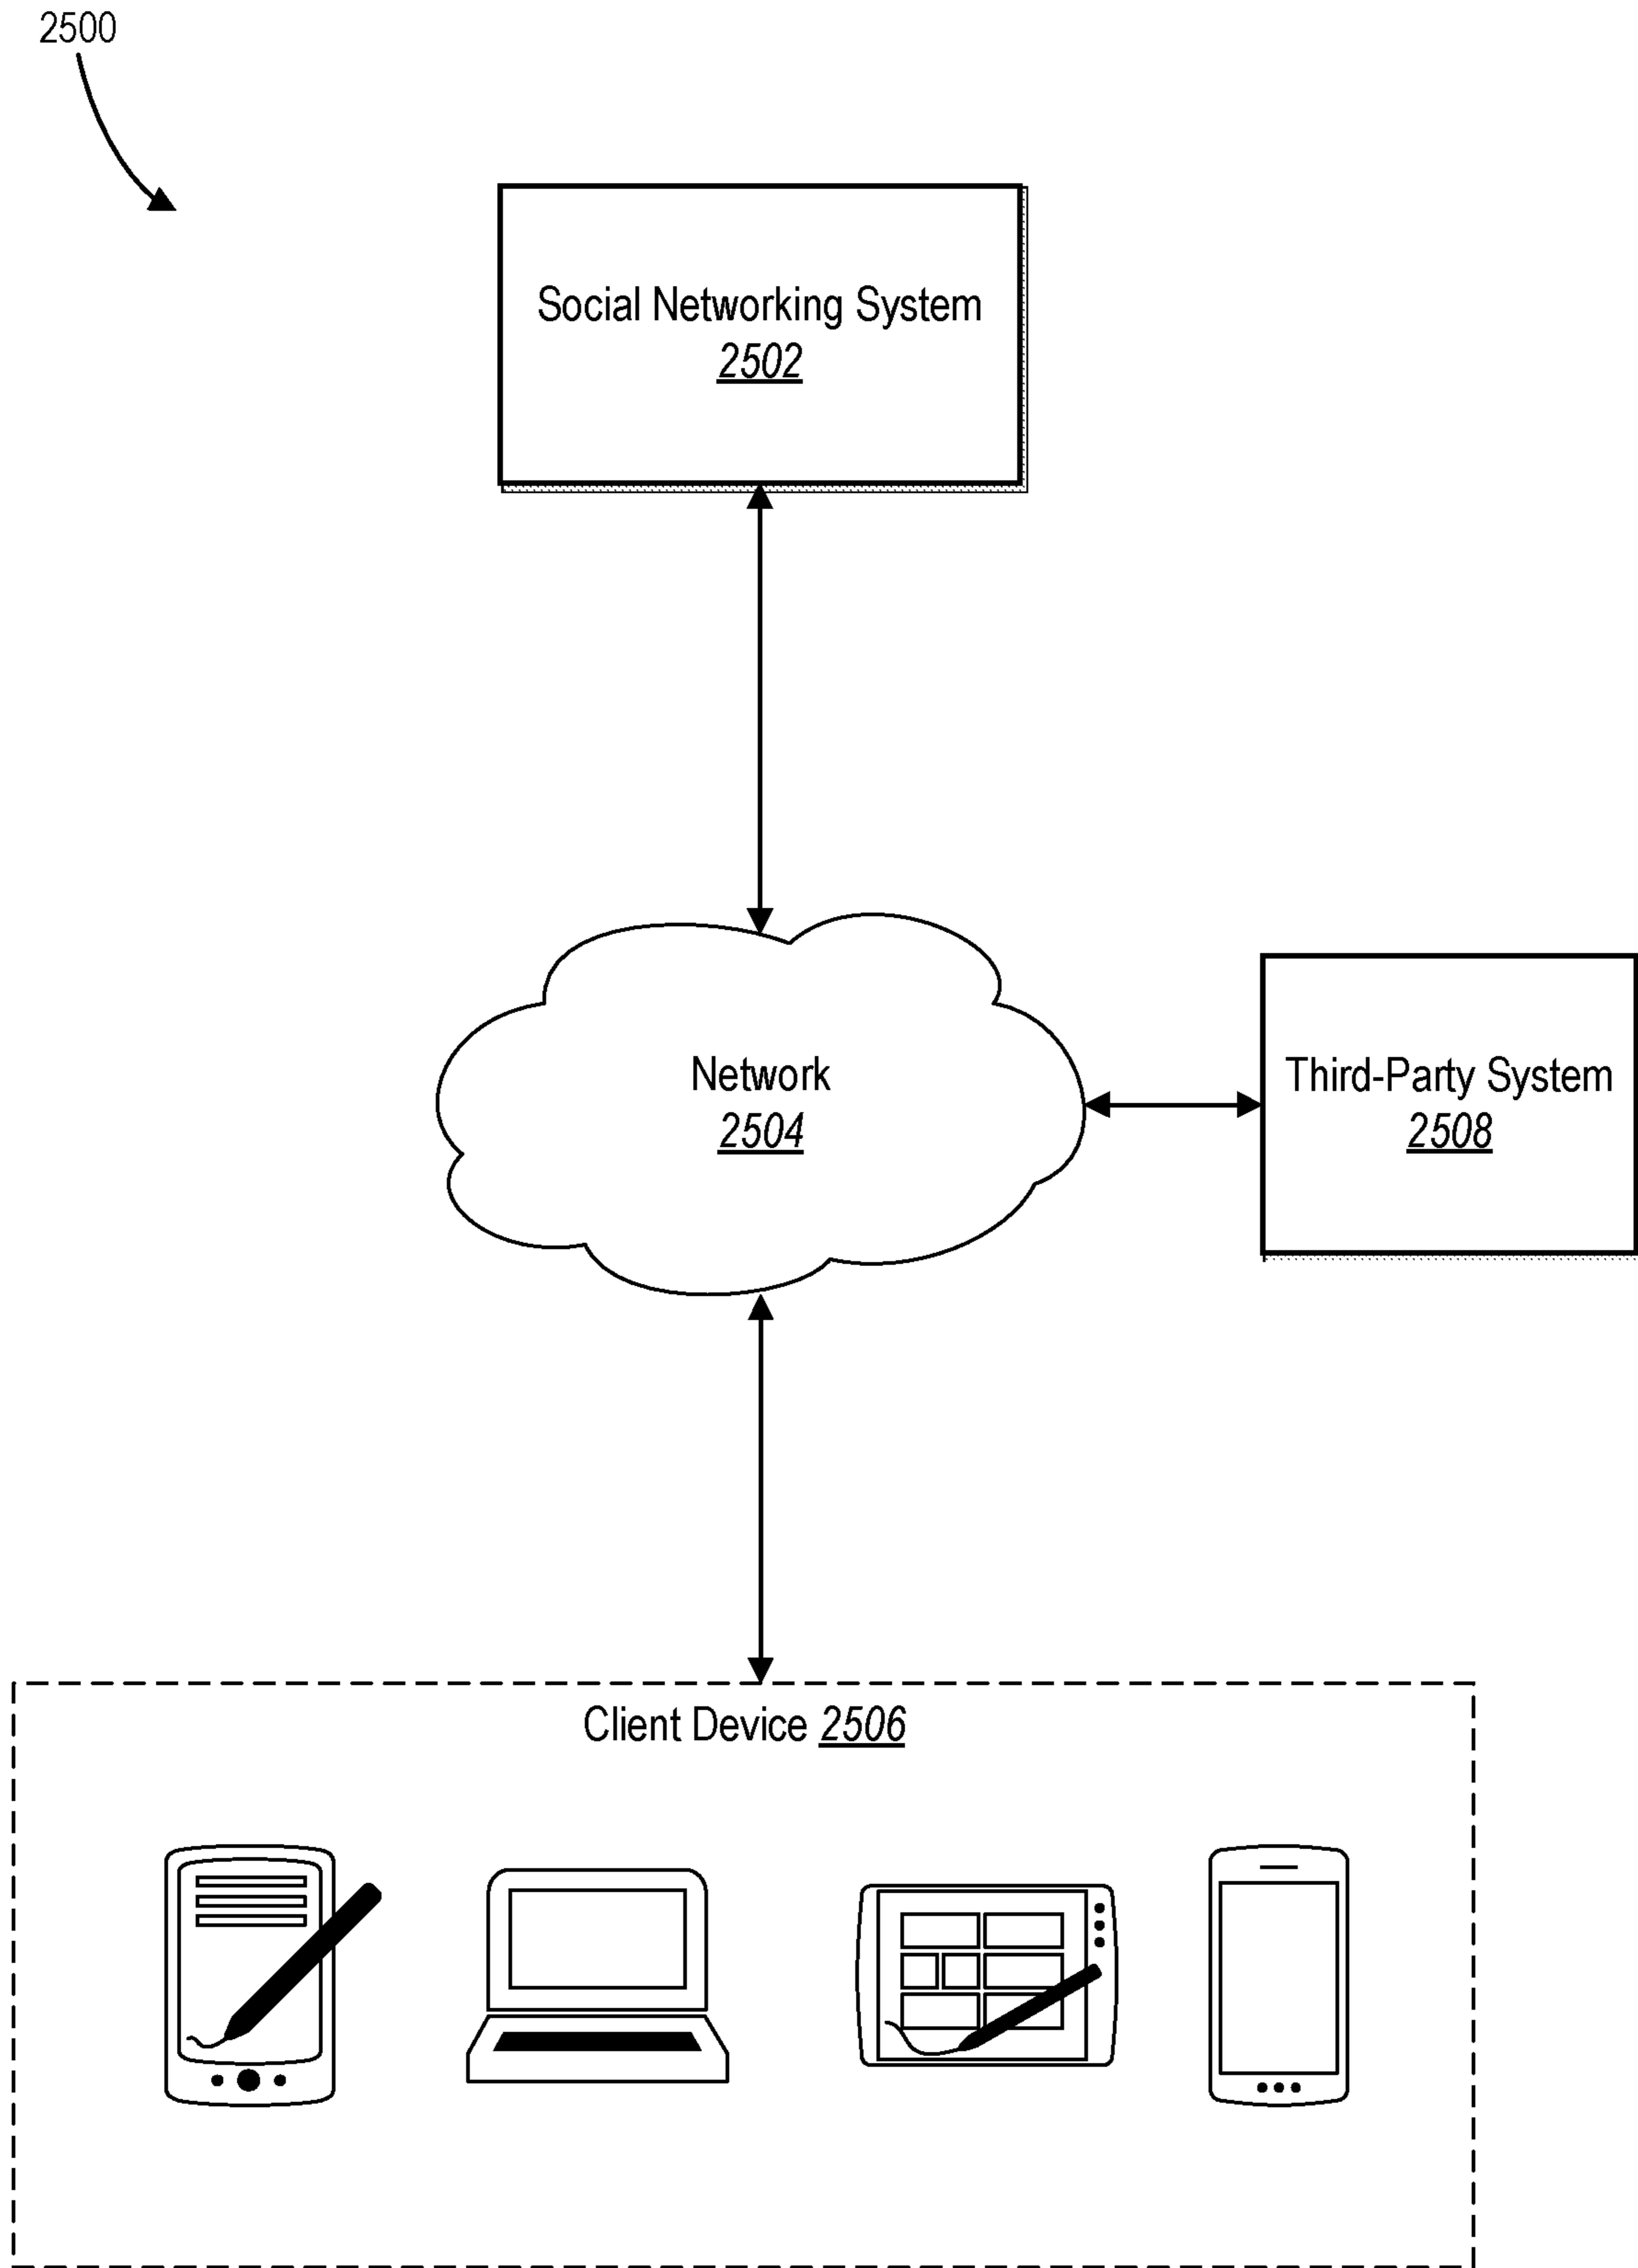 2500
Social Networking System
2502
Network
2504
Third-Party System
2508
Client Device 2506